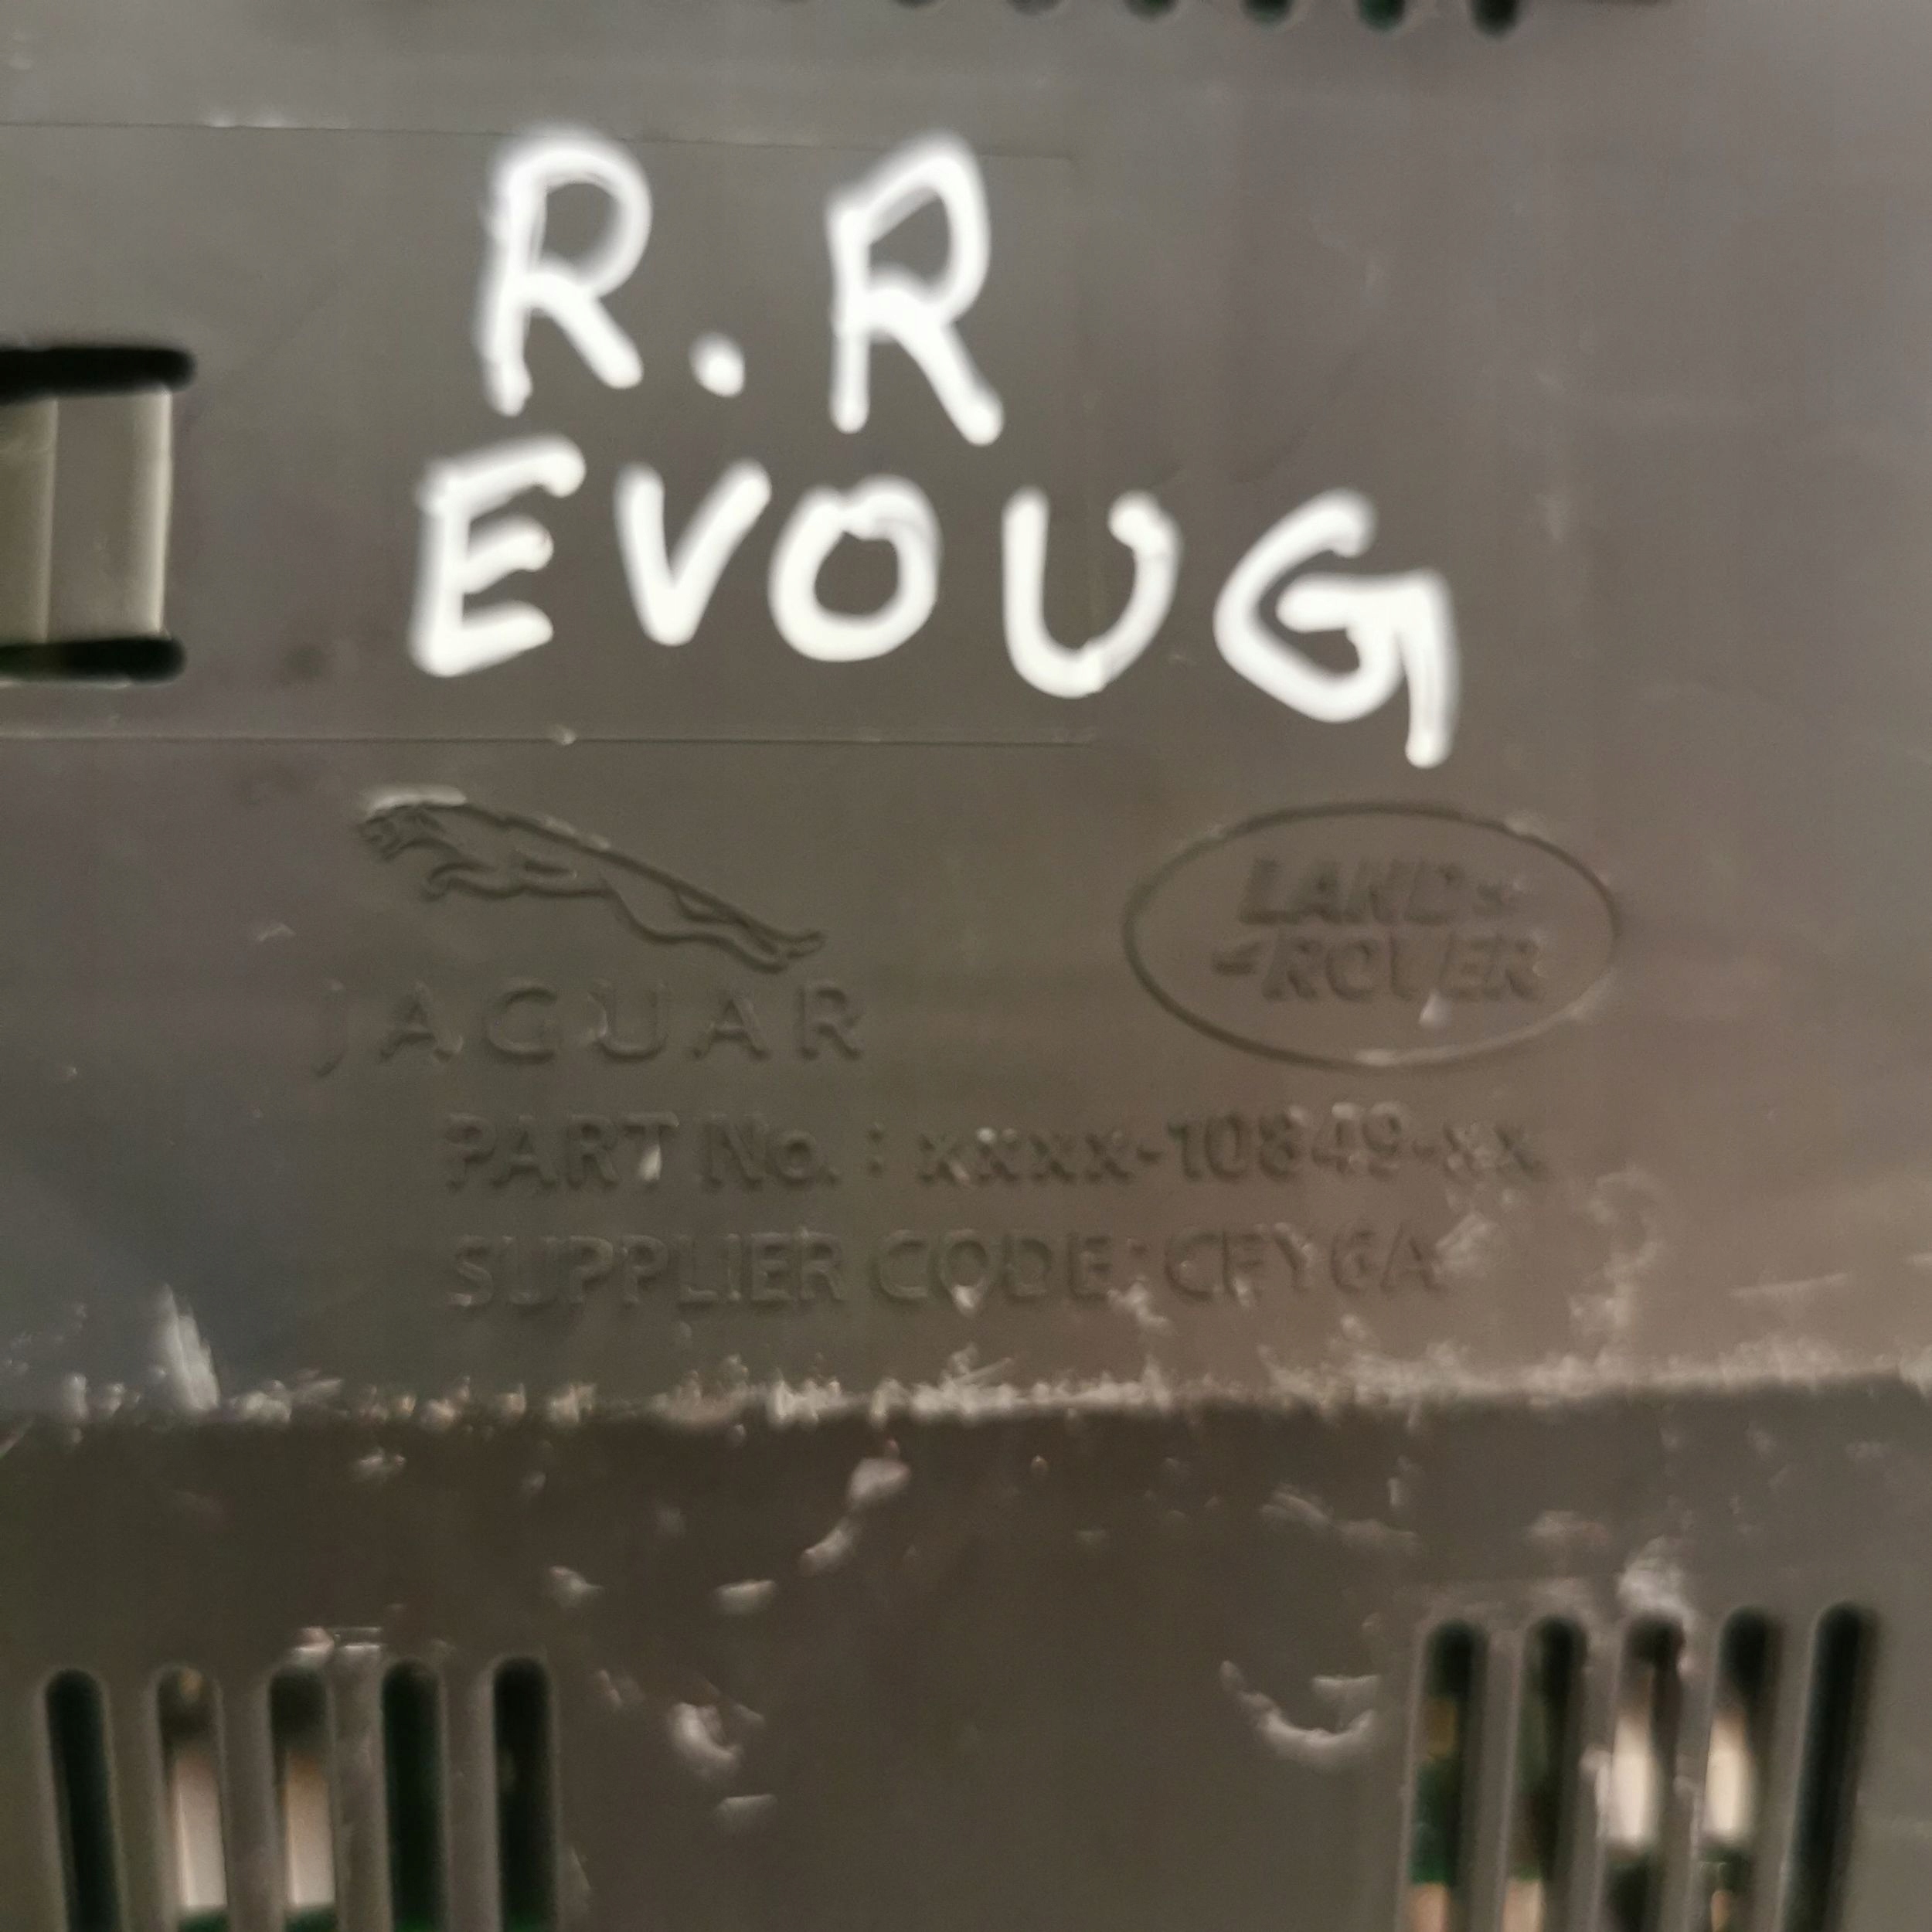 R.R
EVOUG
JAGUAR
LAND
ROVER
PART No. : xxxx-10849-xx
SUPPLIER CODE: CFY6A